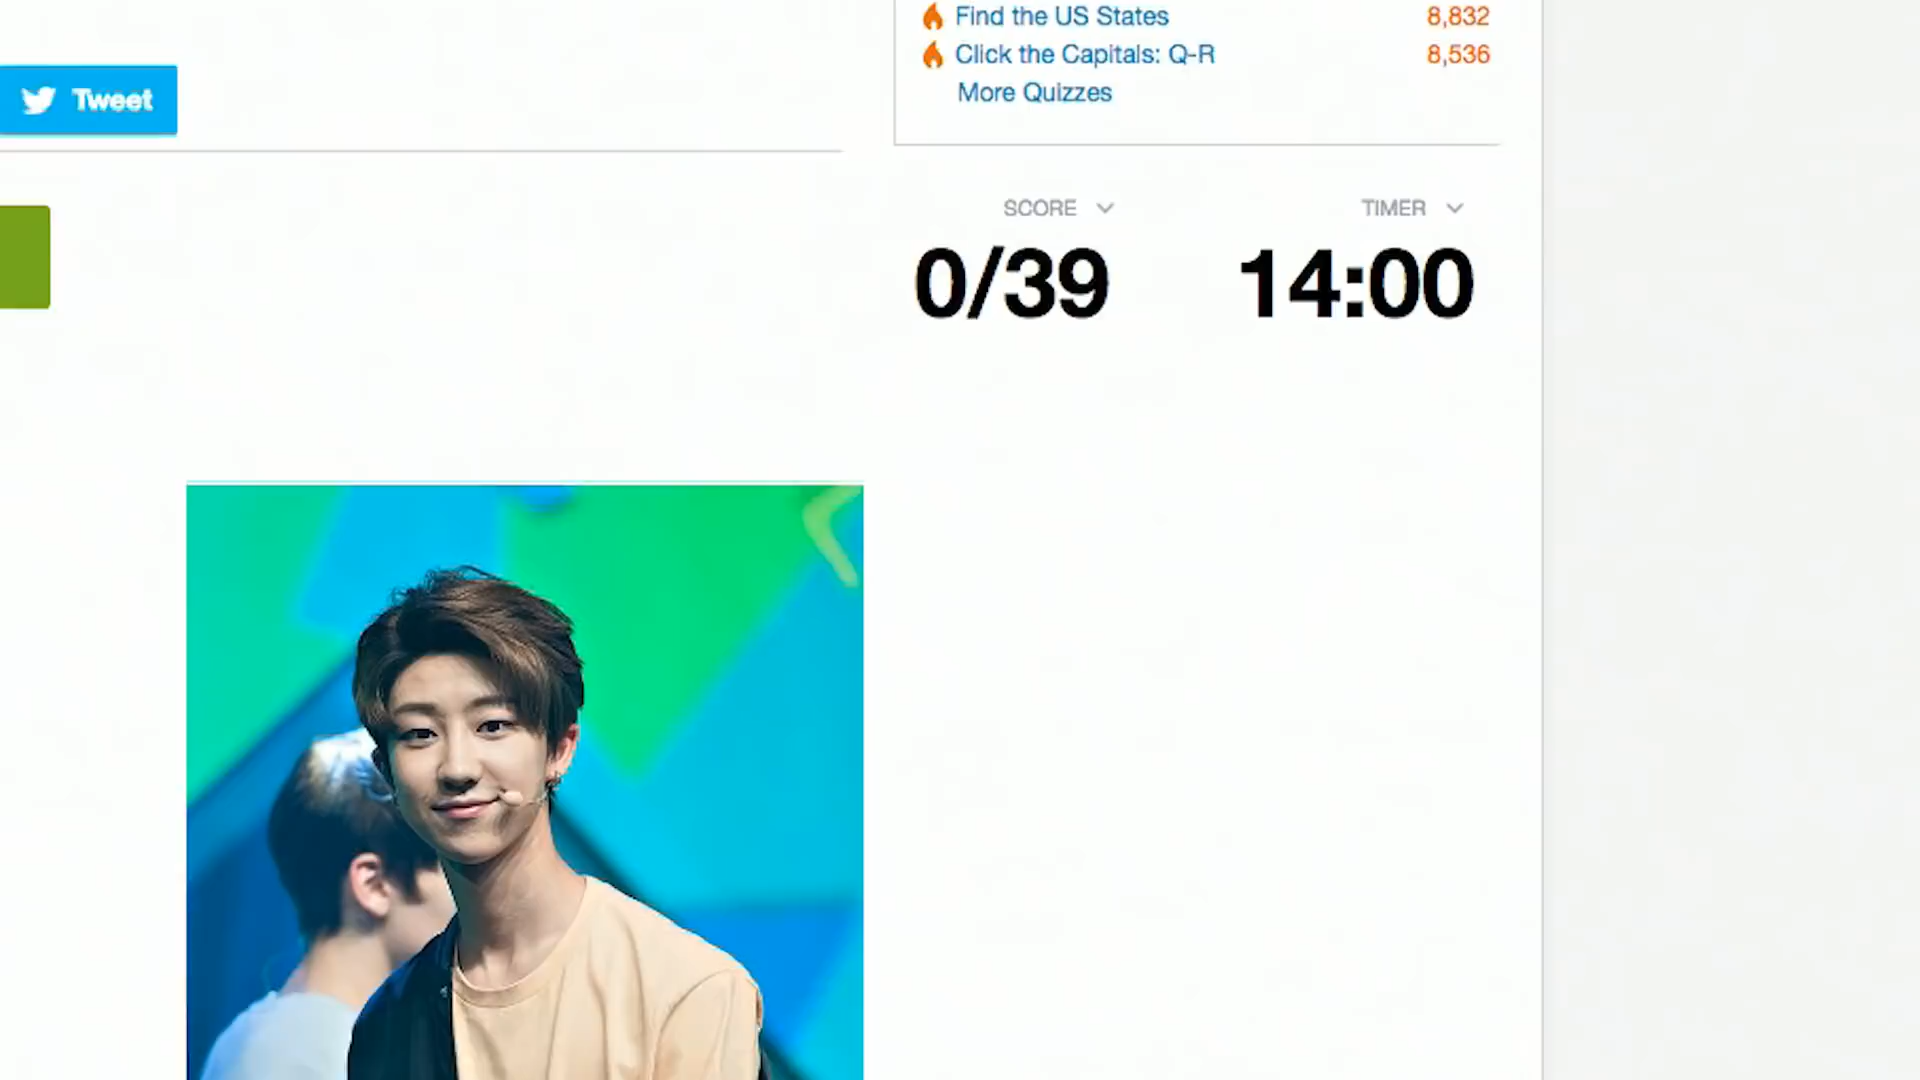 Find the US States 8,832
Click the Capitals: Q-R 8,536
More Quizzes
Tweet
SCORE TIMER
0/39 14:00